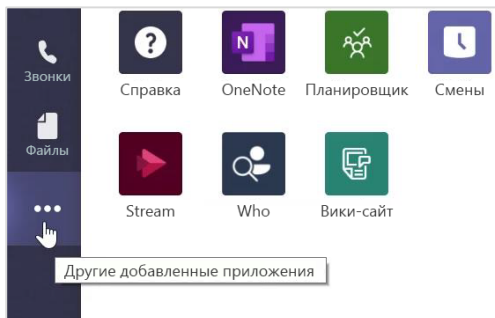 Звонки
Файлы
Справка OneNote Планировщик Смены
Stream Who Вики-сайт
Другие добавленные приложения